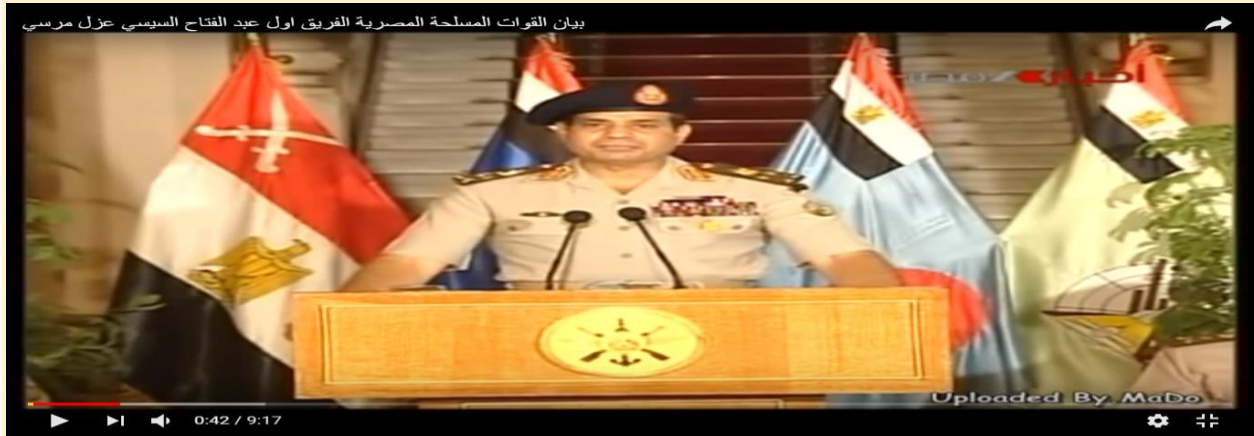 بيان القوات المسلحة المصرية الفريق اول عبد الفتاح السيسي عزل مرسي
أخبار مصر
Uploaded By MaDo
0:42 / 9:17